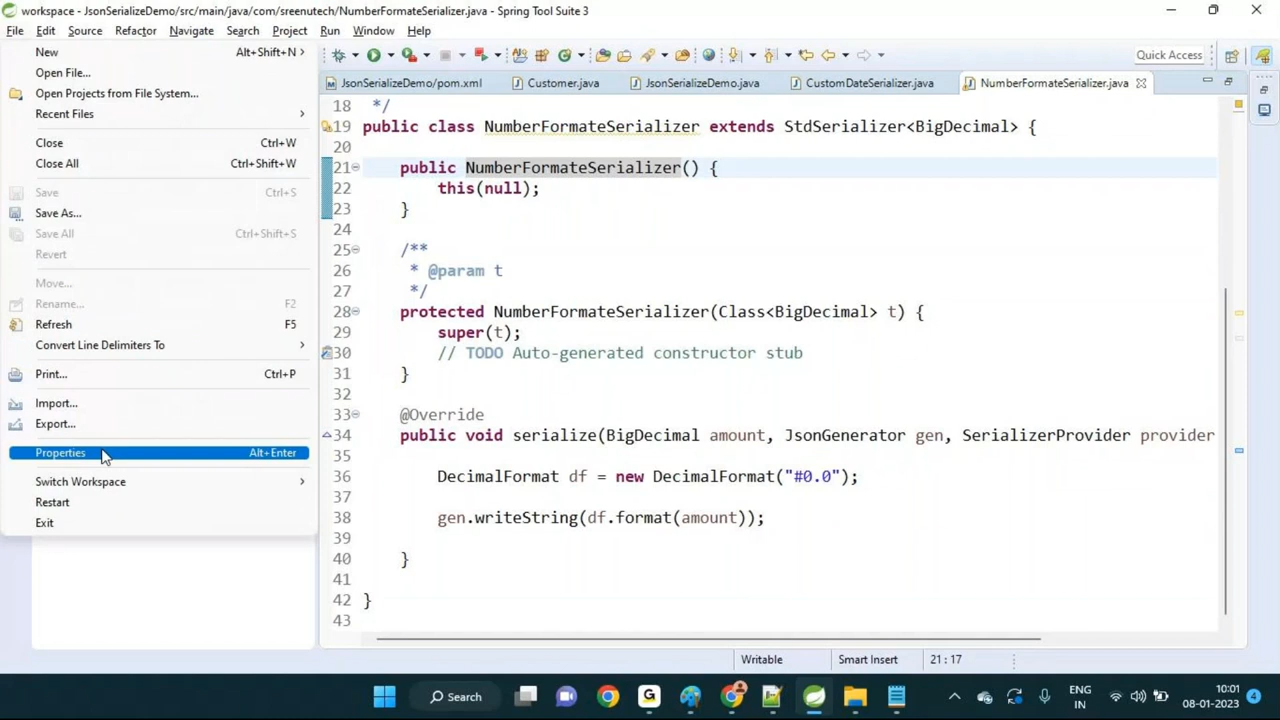 workspace - JsonSerializeDemo/src/main/java/com/sreenutech/NumberFormateSerializer.java - Spring Tool Suite 3
File Edit Source Refactor Navigate Search Project Run Window Help
Quick Access
JsonSerializeDemo/pom.xml Customer.java JsonSerializeDemo.java CustomDateSerializer.java NumberFormateSerializer.java
New Alt+Shift+N
Open File...
Open Projects from File System...
Recent Files
Close Ctrl+W
Close All Ctrl+Shift+W
Save Ctrl+S
Save As...
Save All Ctrl+Shift+S
Revert
Move...
Rename... F2
Refresh F5
Convert Line Delimiters To
Print... Ctrl+P
Import...
Export...
Properties Alt+Enter
Switch Workspace
Restart
Exit
18 */
19 public class NumberFormateSerializer extends StdSerializer<BigDecimal> {
20
21 public NumberFormateSerializer() {
22 this(null);
23 }
24
25 /**
26 * @param t
27 */
28 protected NumberFormateSerializer(Class<BigDecimal> t) {
29 super(t);
30 // TODO Auto-generated constructor stub
31 }
32
33 @Override
34 public void serialize(BigDecimal amount, JsonGenerator gen, SerializerProvider provider
35
36 DecimalFormat df = new DecimalFormat("#0.0");
37
38 gen.writeString(df.format(amount));
39
40 }
41
42 }
43
Writable Smart Insert 21 : 17
Search
ENG
IN
10:01
08-01-2023
4